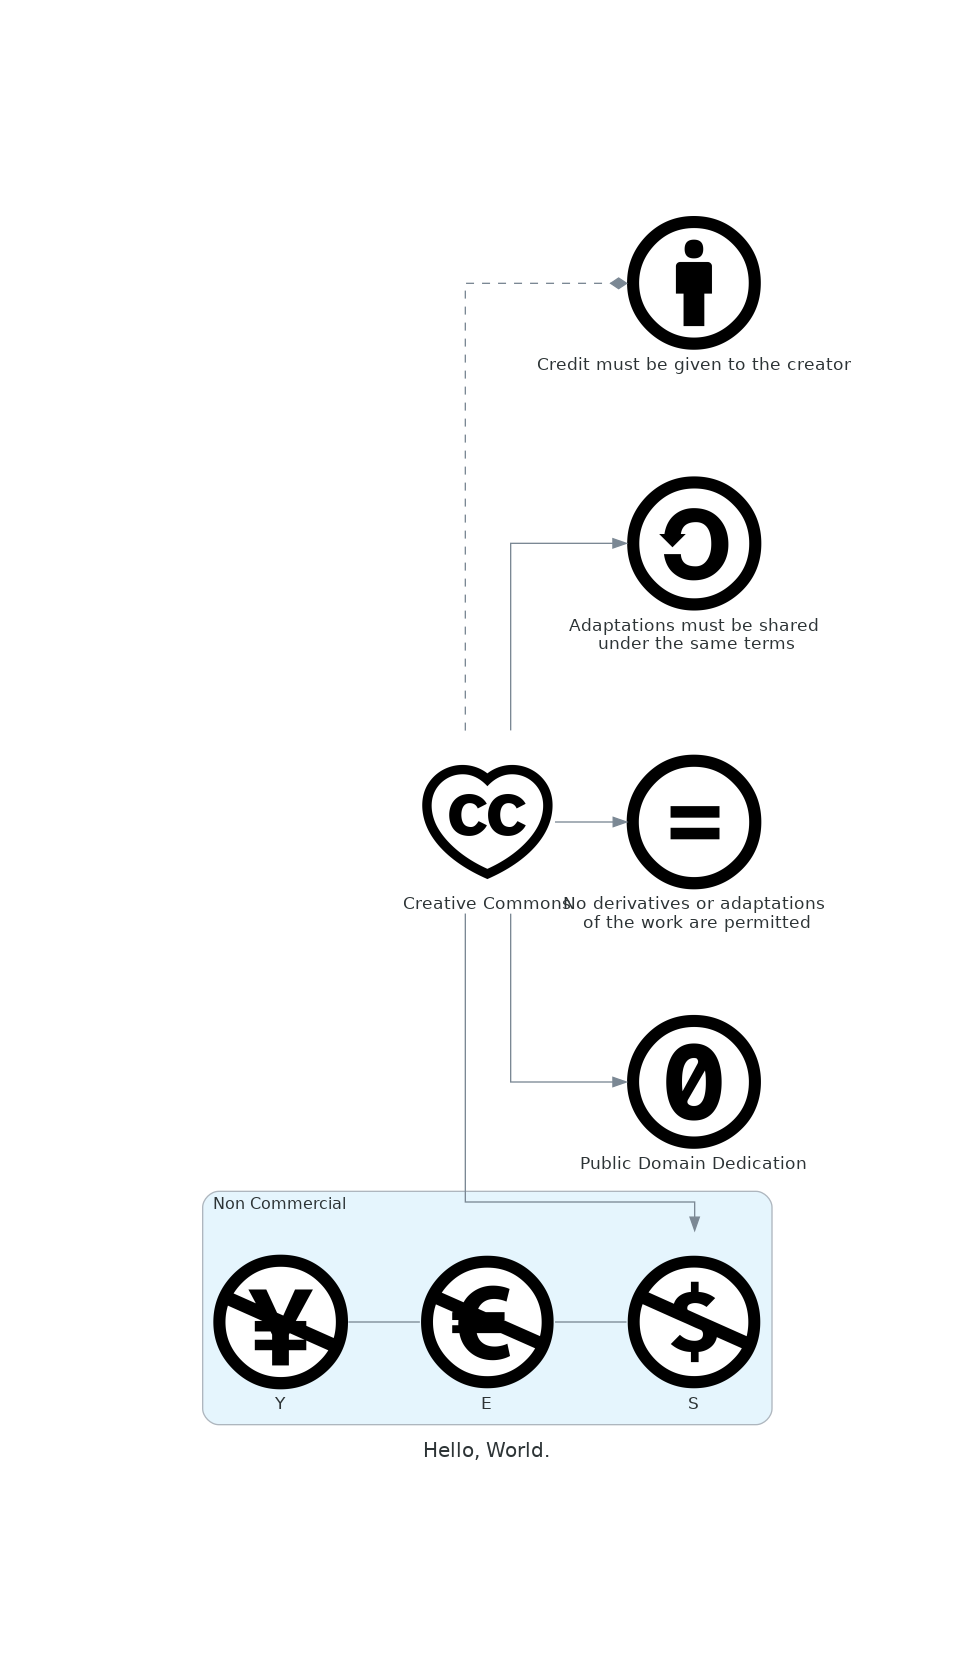 Credit must be given to the creator
Adaptations must be shared
under the same terms
CC
Creative Commons
No derivatives or adaptations
of the work are permitted
0
Public Domain Dedication
Non Commercial
¥
€
$
Y
E
S
Hello, World.